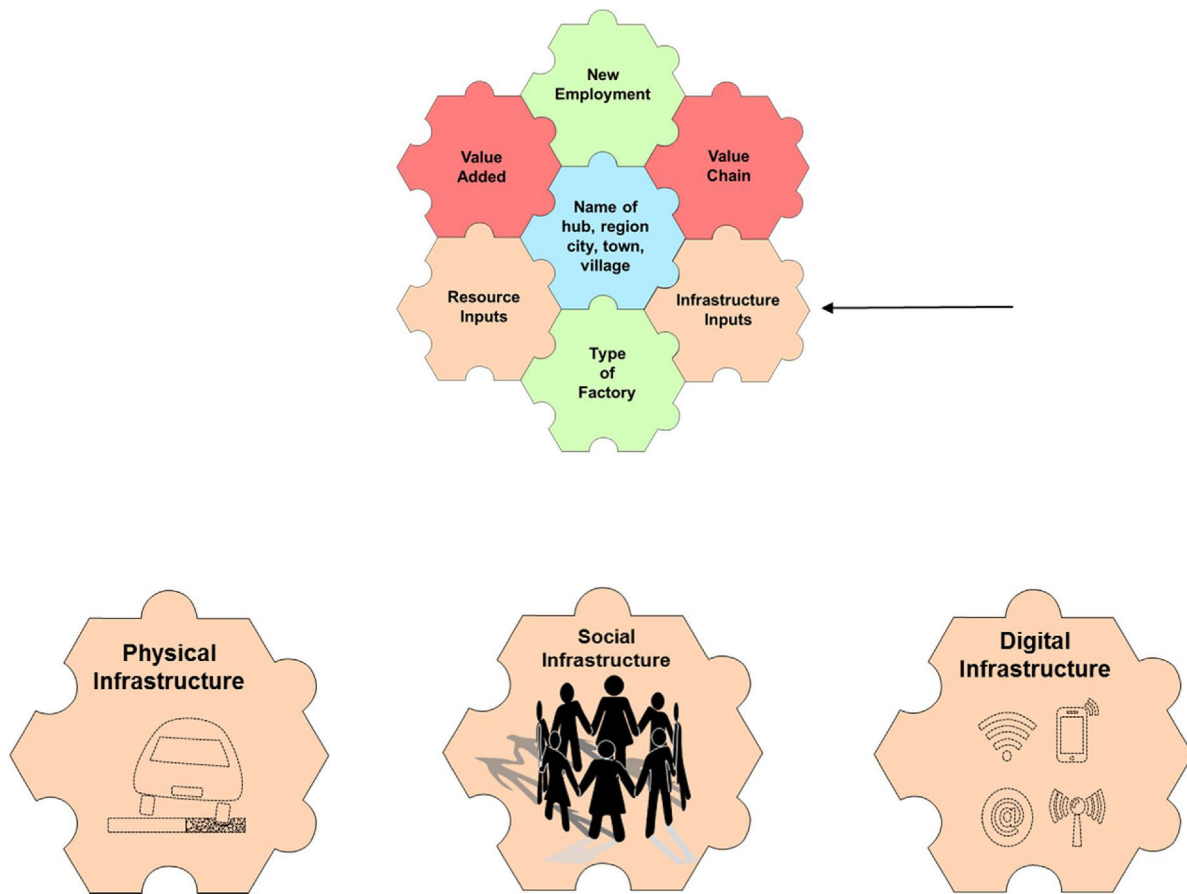 New
Employment
Value
Added
Value
Chain
Name of
hub, region
city, town,
village
Resource
Inputs
Infrastructure
Inputs
Type
of
Factory
Physical
Infrastructure
Social
Infrastructure
Digital
Infrastructure
@